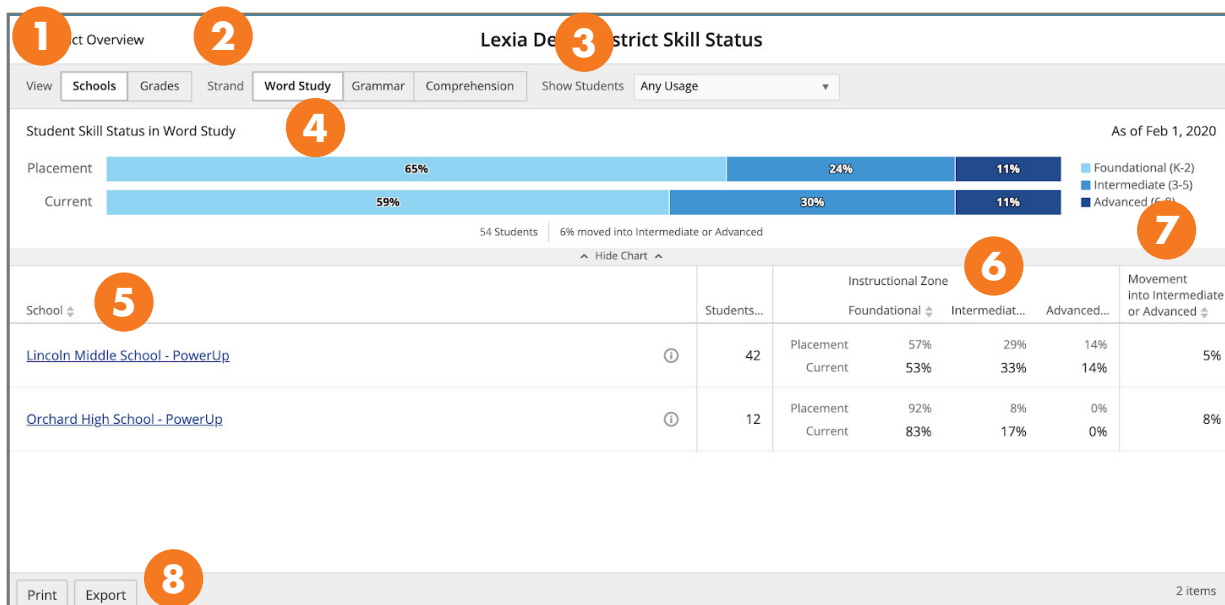 1 ct Overview 2 Lexia De 3 strict Skill Status
View Schools Grades Strand Word Study Grammar Comprehension Show Students Any Usage
4
Student Skill Status in Word Study As of Feb 1, 2020
Placement 65% 24% 11% Foundational (K-2)
Intermediate (3-5)
Current 59% 30% 11% Advanced
54 Students 6% moved into Intermediate or Advanced 7
Hide Chart
5 6
School Students... Instructional Zone
Foundational Intermediat... Advanced...
Movement
into Intermediate
or Advanced
Lincoln Middle School - PowerUp 42 Placement 57% 29% 14%
Current 53% 33% 14% 5%
Orchard High School - PowerUp 12 Placement 92% 8% 0%
Current 83% 17% 0% 8%
8
Print Export 2 items